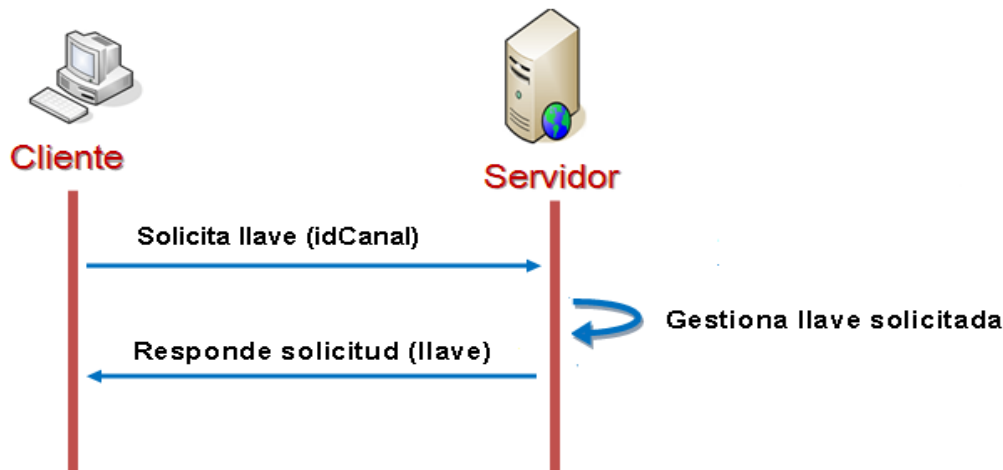 Cliente
Servidor
Solicita llave (idCanal)
Gestiona llave solicitada
Responde solicitud (llave)